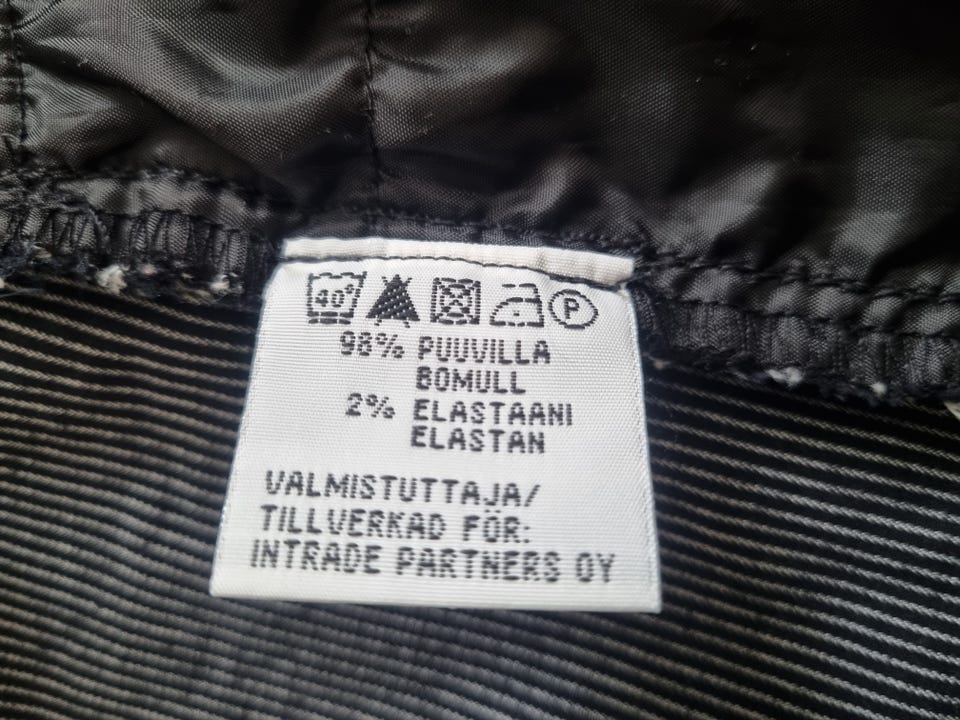 40°
P
98% PUUVILLA
BOMULL
2% ELASTAANI
ELASTAN
VALMISTUTTAJA/
TILLVERKAD FÖR:
INTRADE PARTNERS OY